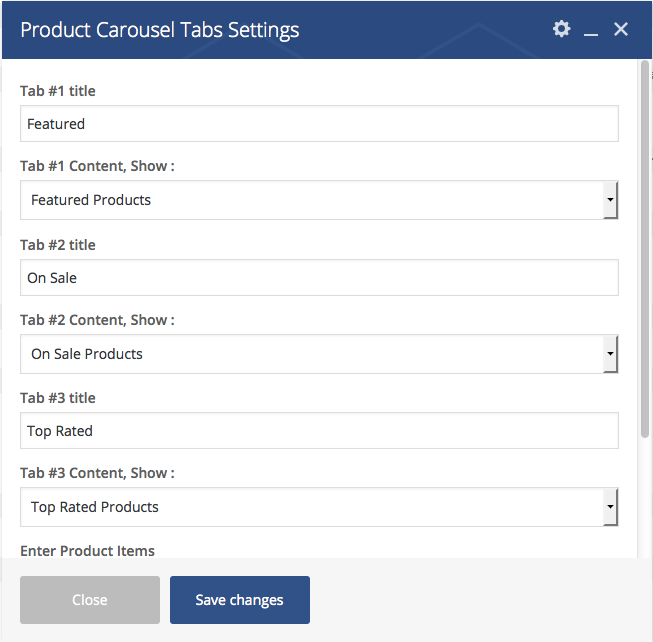 Product Carousel Tabs Settings
Tab #1 title
Featured
Tab #1 Content, Show :
Featured Products
Tab #2 title
On Sale
Tab #2 Content, Show :
On Sale Products
Tab #3 title
Top Rated
Tab #3 Content, Show :
Top Rated Products
Enter Product Items
Close
Save changes